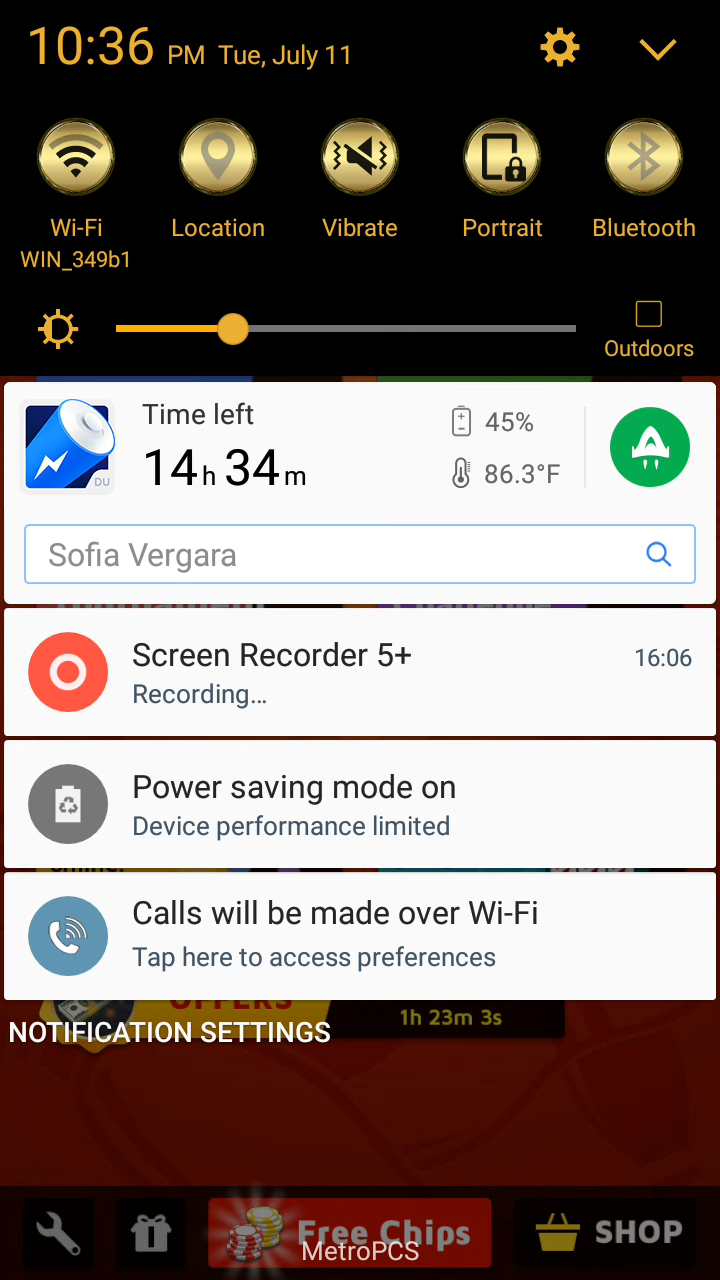 10:36 PM Tue, July 11
Wi-Fi Location Vibrate Portrait Bluetooth
WIN_349b1
Outdoors
Time left
14h 34m
45%
86.3°F
DU
Sofia Vergara
Screen Recorder 5+
16:06
Recording...
Power saving mode on
Device performance limited
Calls will be made over Wi-Fi
Tap here to access preferences
OFFERS
1h 23m 3s
NOTIFICATION SETTINGS
Free Chips
SHOP
MetroPCS